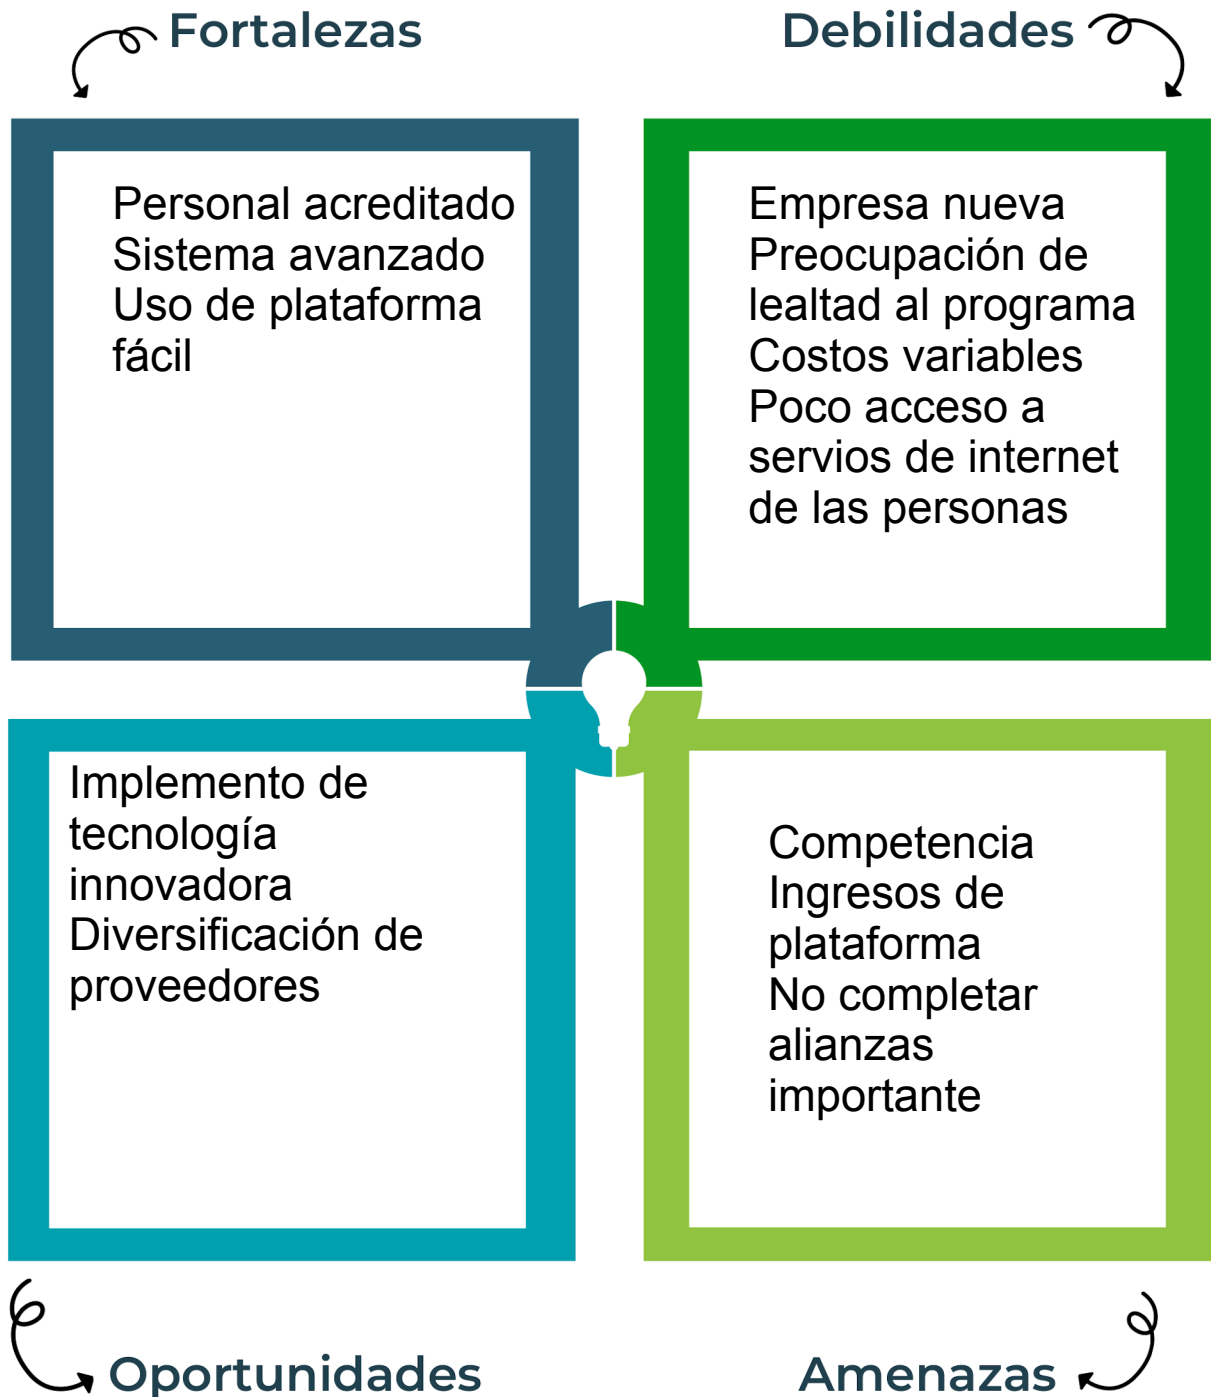 Fortalezas
Personal acreditado
Sistema avanzado
Uso de plataforma
fácil
Debilidades
Empresa nueva
Preocupación de
lealtad al programa
Costos variables
Poco acceso a
servios de internet
de las personas
Implemento de
tecnología
innovadora
Diversificación de
proveedores
Oportunidades
Competencia
Ingresos de
plataforma
No completar
alianzas
importante
Amenazas